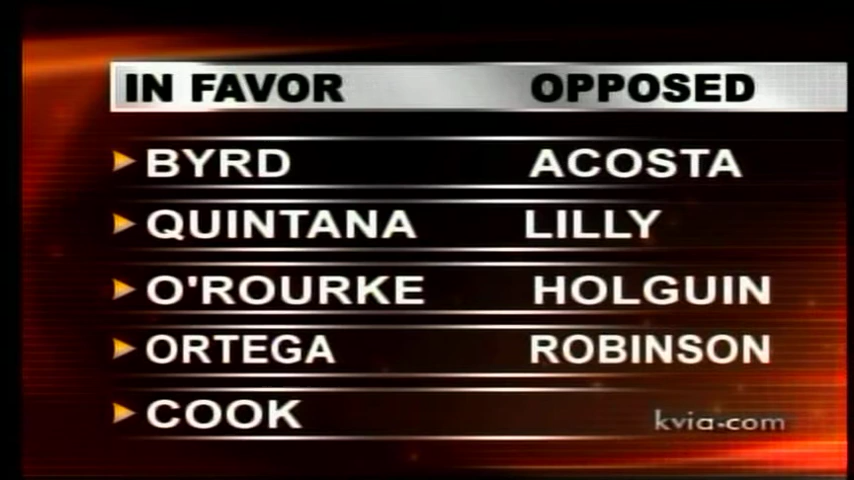 IN FAVOR OPPOSED
BYRD ACOSTA
QUINTANA LILLY
O'ROURKE HOLGUIN
ORTEGA ROBINSON
COOK
kvia-com